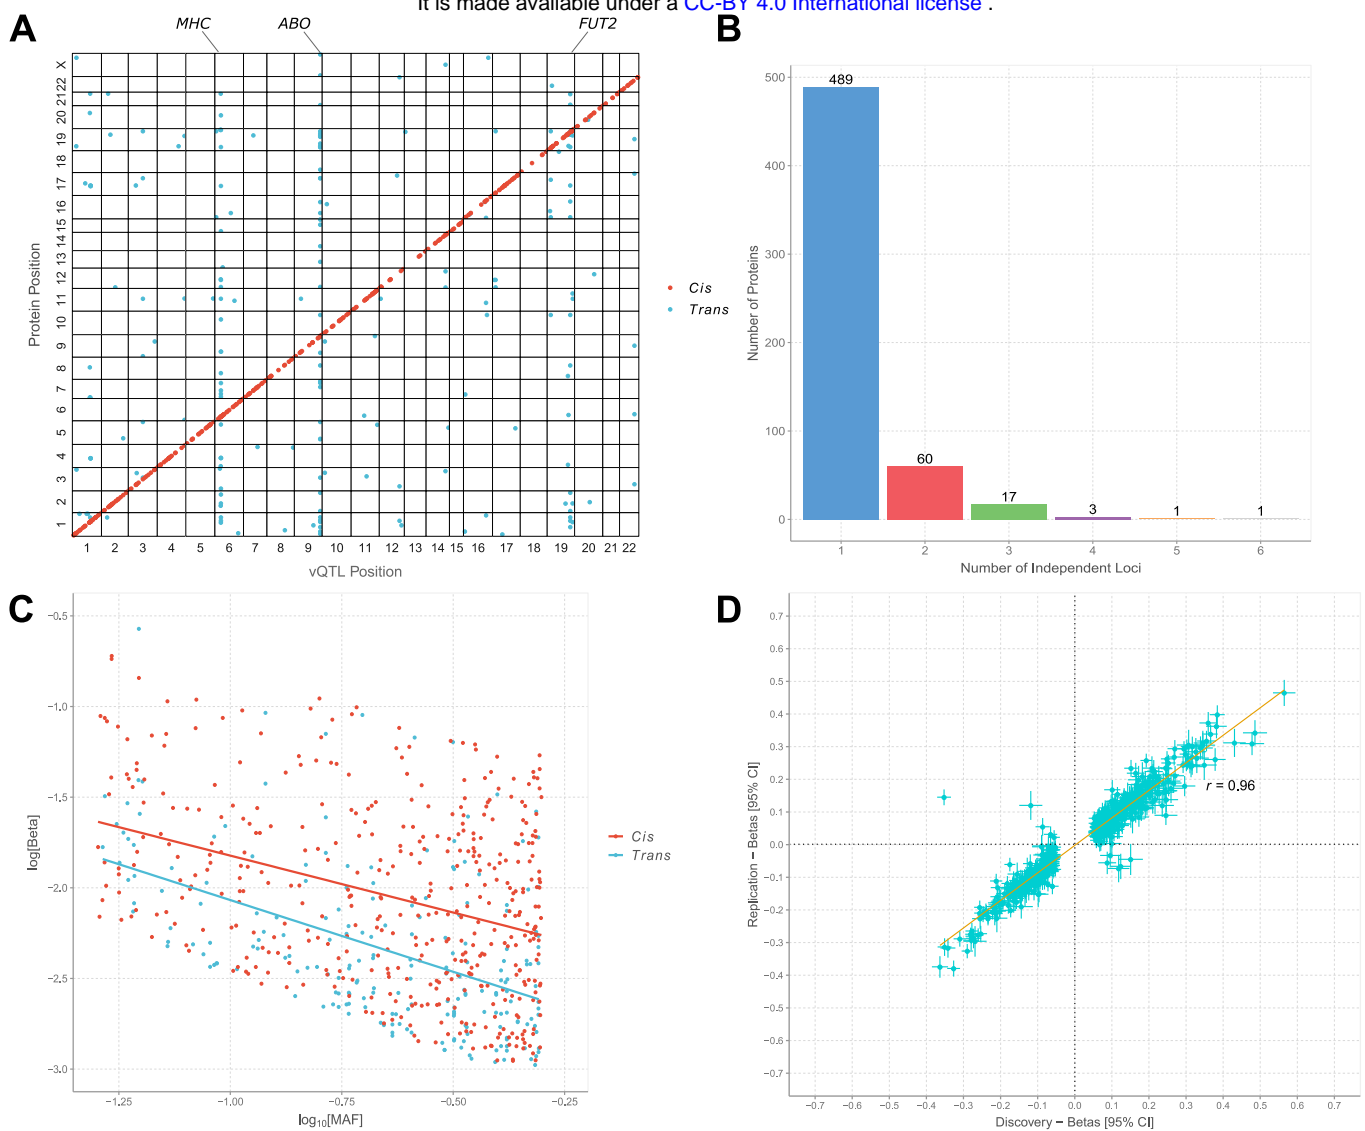 It is made available under a CC-BY 4.0 International license .
A
MHC
ABO
FUT2
X
2122
20
19
18
17
16
15
14
13
12
11
10
9
8
7
6
5
4
3
2
1
Protein Position
1 2 3 4 5 6 7 8 9 10 11 12 13 14 15 16 17 18 19 20 21 22
vQTL Position
Cis
Trans
B
500
400
300
200
100
0
Number of Proteins
489
60
17
3
1
1
1 2 3 4 5 6
Number of Independent Loci
C
−0.5
−1.0
−1.5
−2.0
−2.5
−3.0
log[Beta]
−1.25 −1.00 −0.75 −0.50 −0.25
log10[MAF]
Cis
Trans
D
0.7
0.6
0.5
0.4
0.3
0.2
0.1
0.0
−0.1
−0.2
−0.3
−0.4
−0.5
−0.6
−0.7
Replication − Betas [95% CI]
r = 0.96
−0.7 −0.6 −0.5 −0.4 −0.3 −0.2 −0.1 0.0 0.1 0.2 0.3 0.4 0.5 0.6 0.7
Discovery − Betas [95% CI]